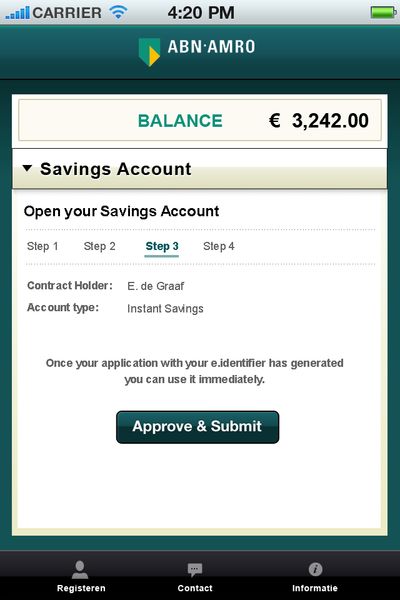 CARRIER 4:20 PM
ABN·AMRO
BALANCE € 3,242.00
Savings Account
Open your Savings Account
Step 1 Step 2 Step 3 Step 4
Contract Holder: E. de Graaf
Account type: Instant Savings
Once your application with your e.identifier has generated
you can use it immediately.
Approve & Submit
Registeren Contact Informatie